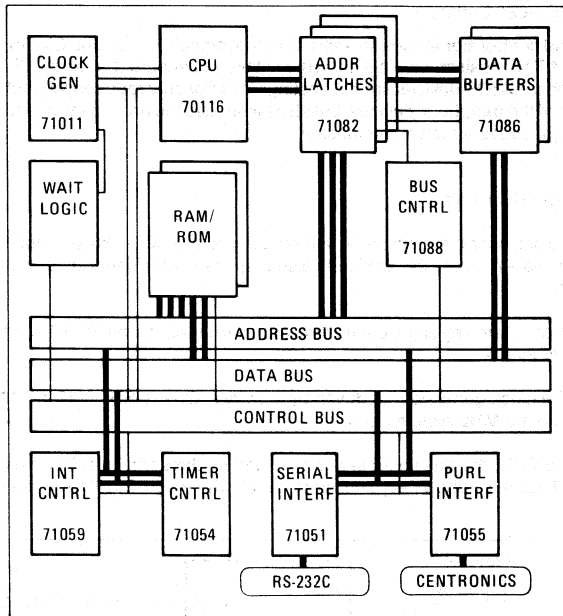 CLOCK
GEN
71011
CPU
70116
ADDR
LATCHES
71082
DATA
BUFFERS
71086
WAIT
LOGIC
RAM/
ROM
BUS
CNTRL
71088
ADDRESS BUS
DATA BUS
CONTROL BUS
INT
CNTRL
71059
TIMER
CNTRL
71054
SERIAL
INTERF
71051
PURL
INTERF
71055
RS-232C
CENTRONICS